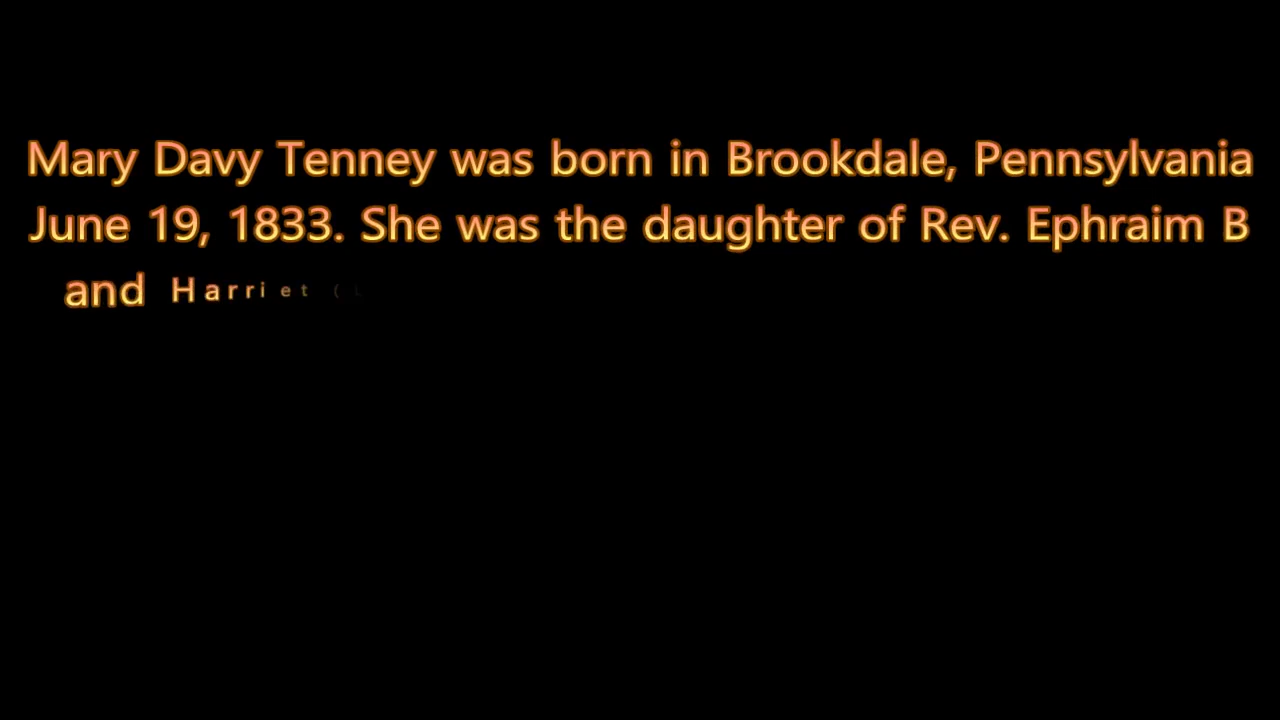 Mary Davy Tenney was born in Brookdale, Pennsylvania
June 19, 1833. She was the daughter of Rev. Ephraim B
and Harriet (